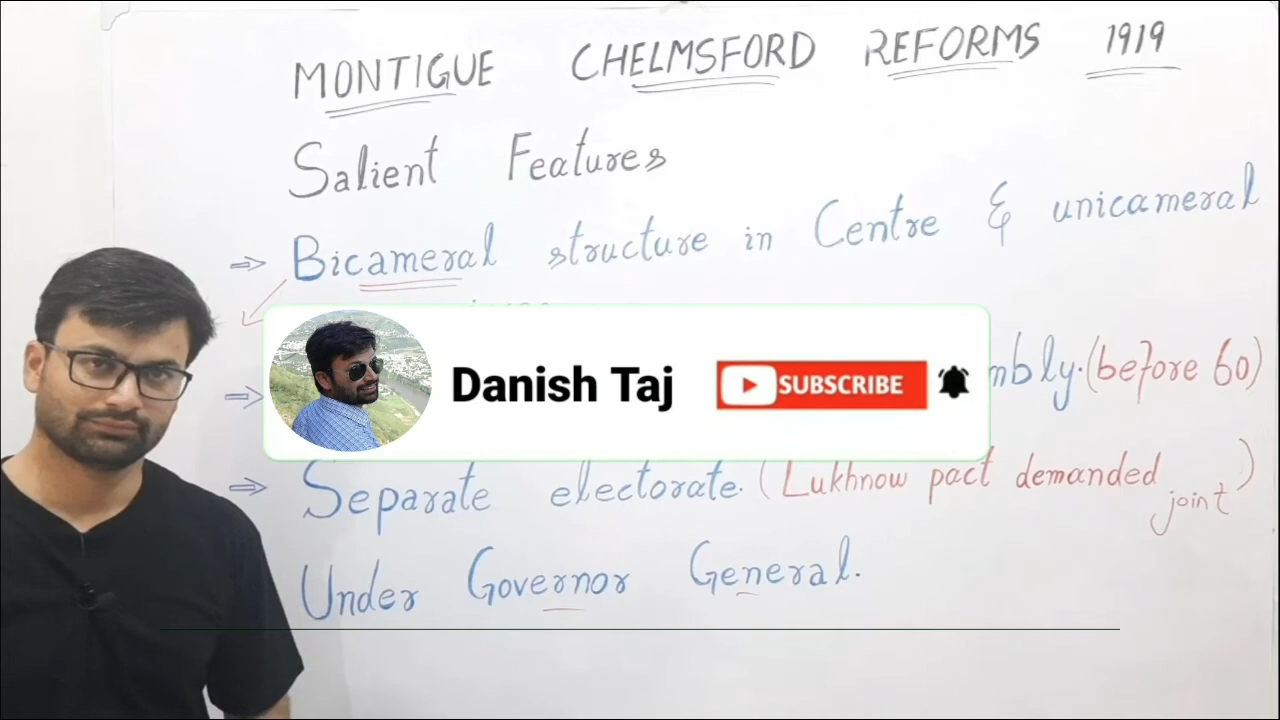 MONTIGUE CHELMSFORD REFORMS 1919
Salient Features
⇒ Bicameral structure in Centre & unicameral
Danish Taj SUBSCRIBE
(before 60)
⇒ Separate electorate. (Lukhnow pact demanded joint)
Under Governor General.